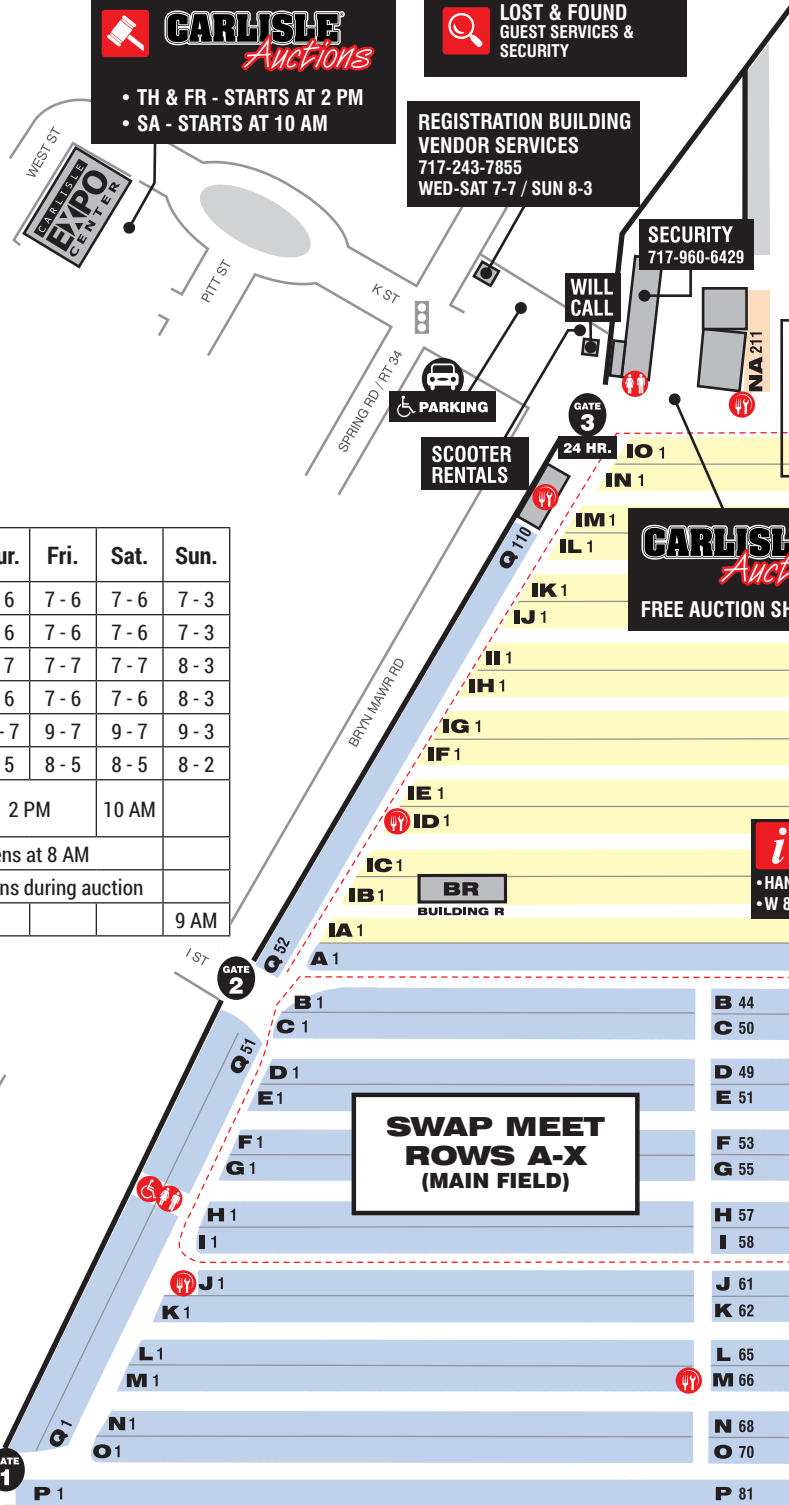 CARLISLE
Auctions
• TH & FR - STARTS AT 2 PM
• SA - STARTS AT 10 AM
LOST & FOUND
GUEST SERVICES &
SECURITY
REGISTRATION BUILDING
VENDOR SERVICES
717-243-7855
WED-SAT 7-7 / SUN 8-3
WEST ST
CARLISLE
EXPO
CENTER
PITT ST
K ST
SPRING RD / RT 34
SECURITY
717-960-6429
WILL
CALL
NA 211
PARKING
GATE
3
24 HR.
SCOOTER
RENTALS
IO 1
IN 1
IM 1
IL 1
Q 110
CARLISL
Auct
FREE AUCTION SH
IK 1
IJ 1
II 1
IH 1
BRYN MAWR RD
IG 1
IF 1
IE 1
ID 1
i
• HAN
• W 8
IC 1
IB 1
BR
BUILDING R
IA 1
A 1
Q 52
ur. Fri. Sat. Sun.
6 7 - 6 7 - 6 7 - 3
6 7 - 6 7 - 6 7 - 3
7 7 - 7 7 - 7 8 - 3
6 7 - 6 7 - 6 8 - 3
- 7 9 - 7 9 - 7 9 - 3
5 8 - 5 8 - 5 8 - 2
2 PM 10 AM
ens at 8 AM
ns during auction
9 AM
I ST
GATE
2
B 1 B 44
C 1 C 50
Q 51
D 1 D 49
E 1 E 51
SWAP MEET
ROWS A-X
(MAIN FIELD)
F 1 F 53
G 1 G 55
H 1 H 57
I 1 I 58
J 1 J 61
K 1 K 62
L 1 L 65
M 1 M 66
N 1 N 68
Q 1
O 1 O 70
ATE
1
P 1 P 81